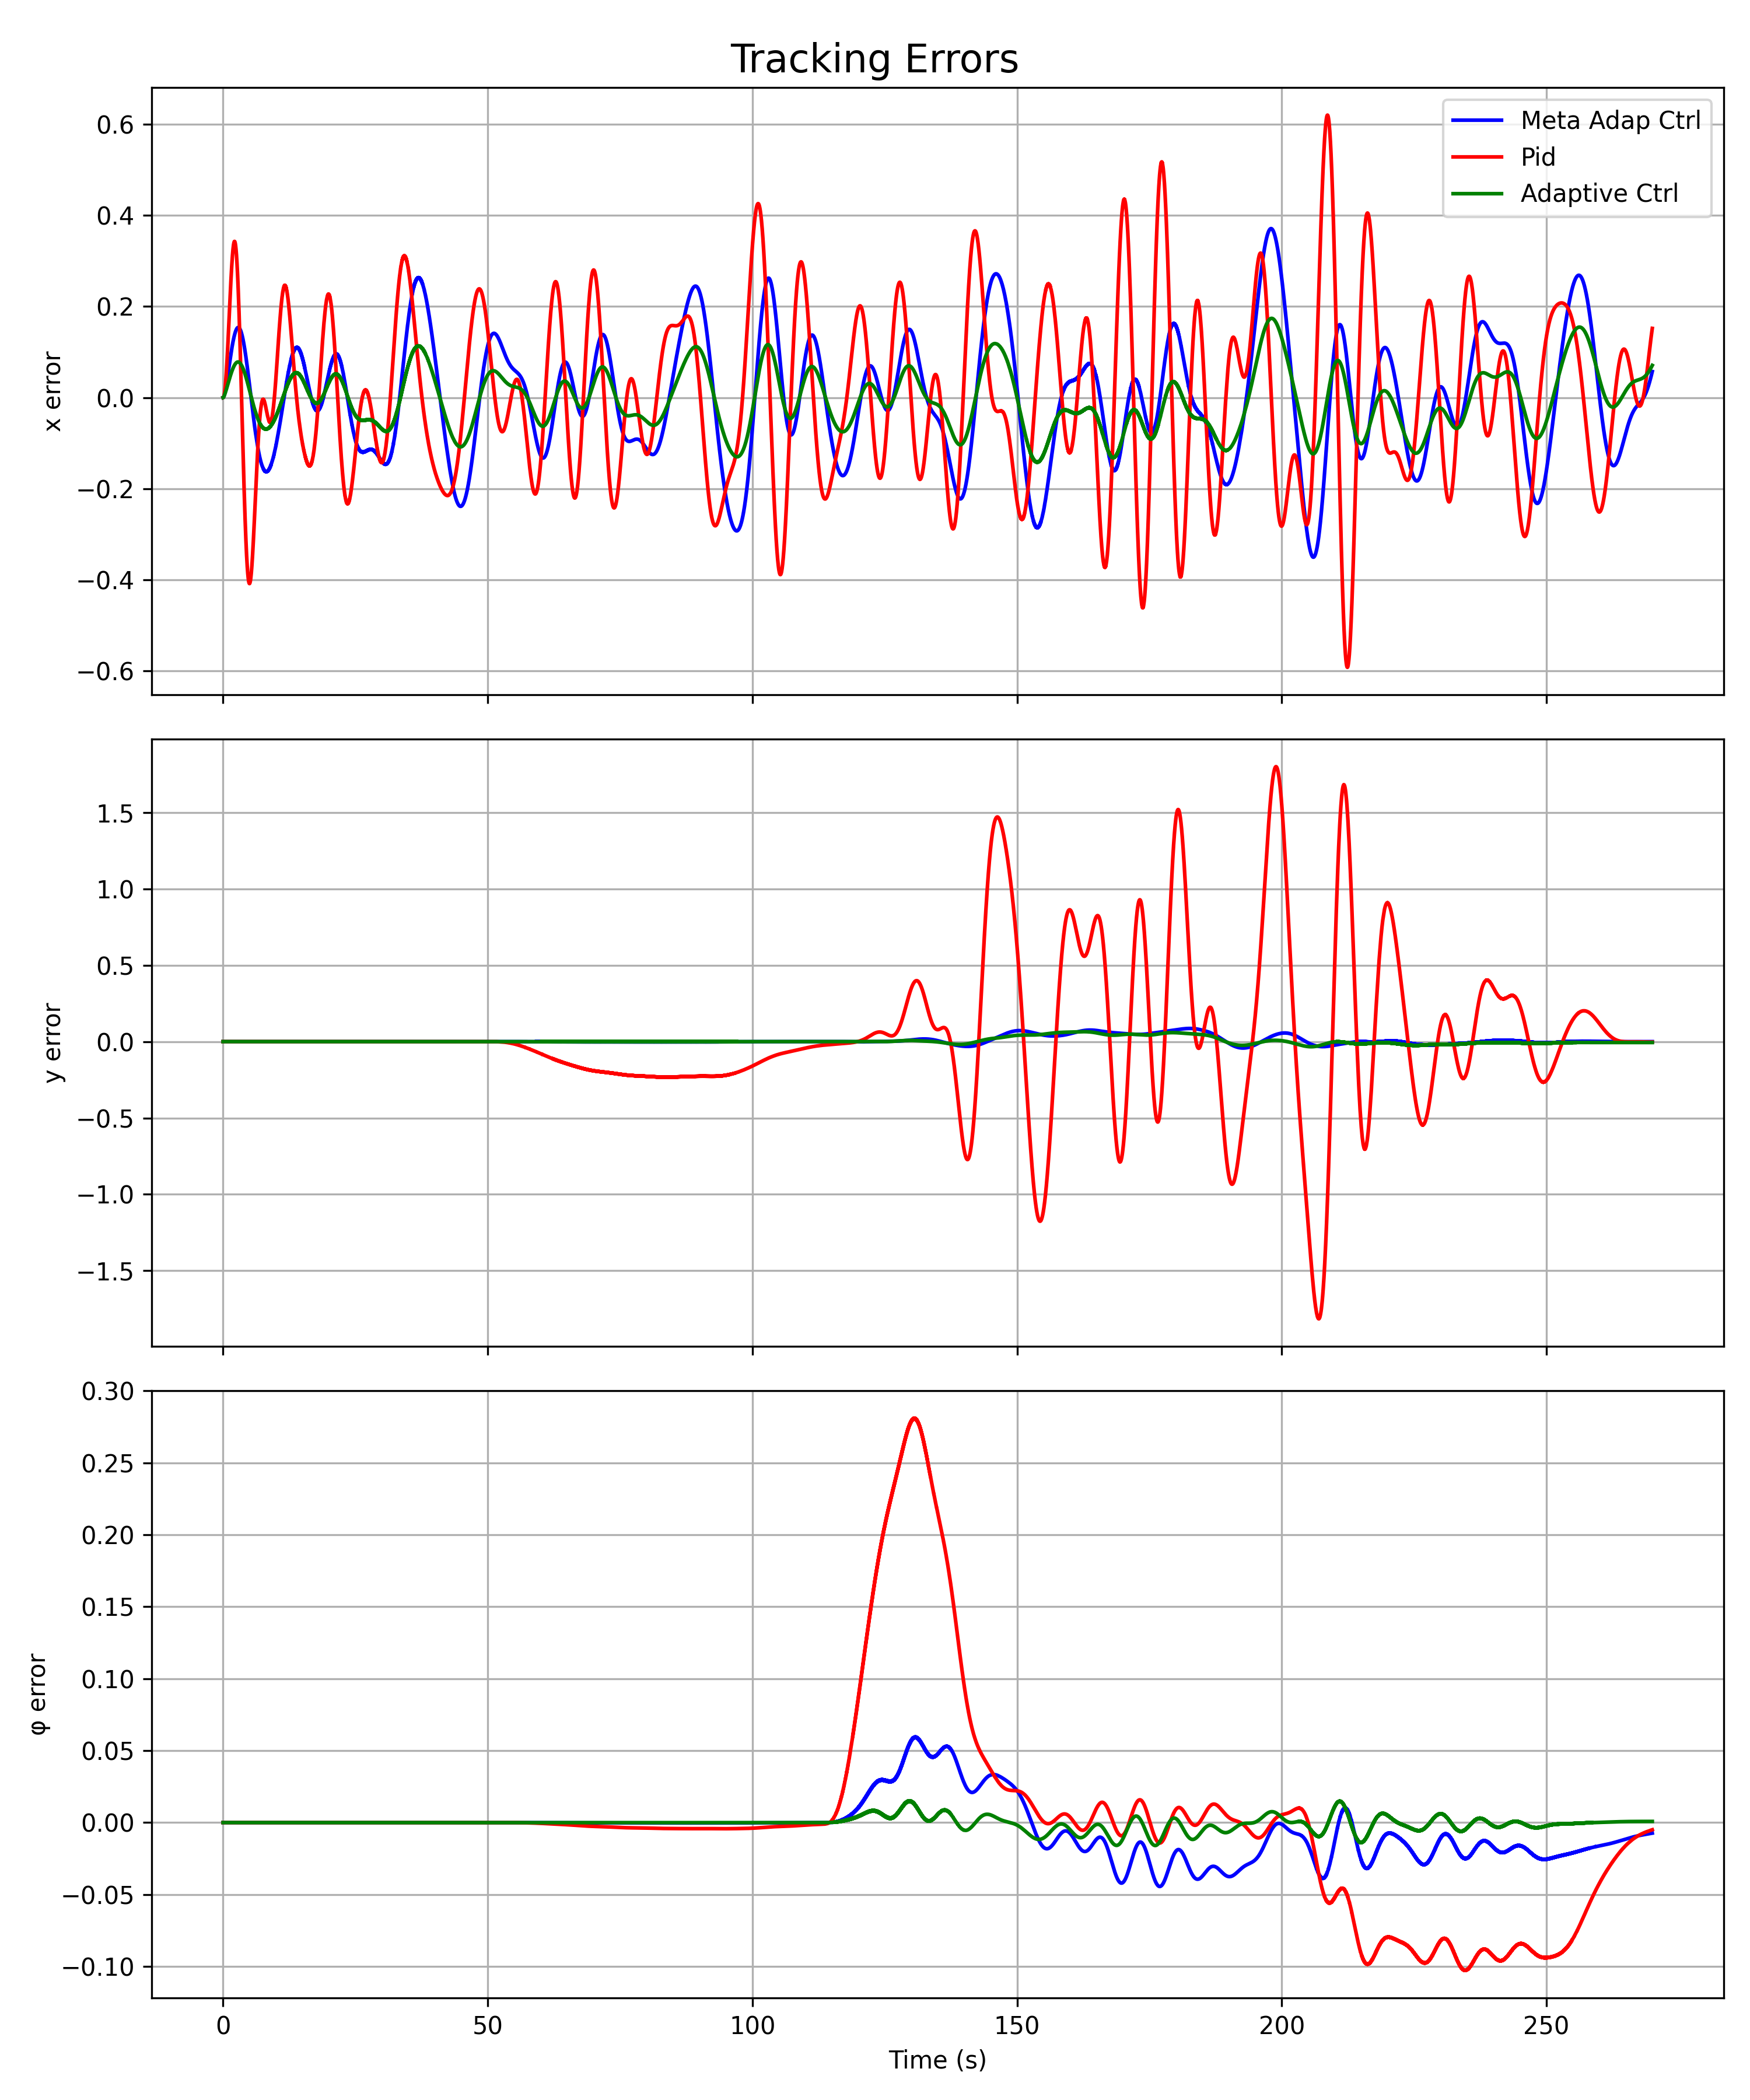 Tracking Errors
0.6
0.4
0.2
0.0
−0.2
−0.4
−0.6
x error
Meta Adap Ctrl
Pid
Adaptive Ctrl
1.5
1.0
0.5
0.0
−0.5
−1.0
−1.5
y error
0.30
0.25
0.20
0.15
0.10
0.05
0.00
−0.05
−0.10
φ error
0 50 100 150 200 250
Time (s)